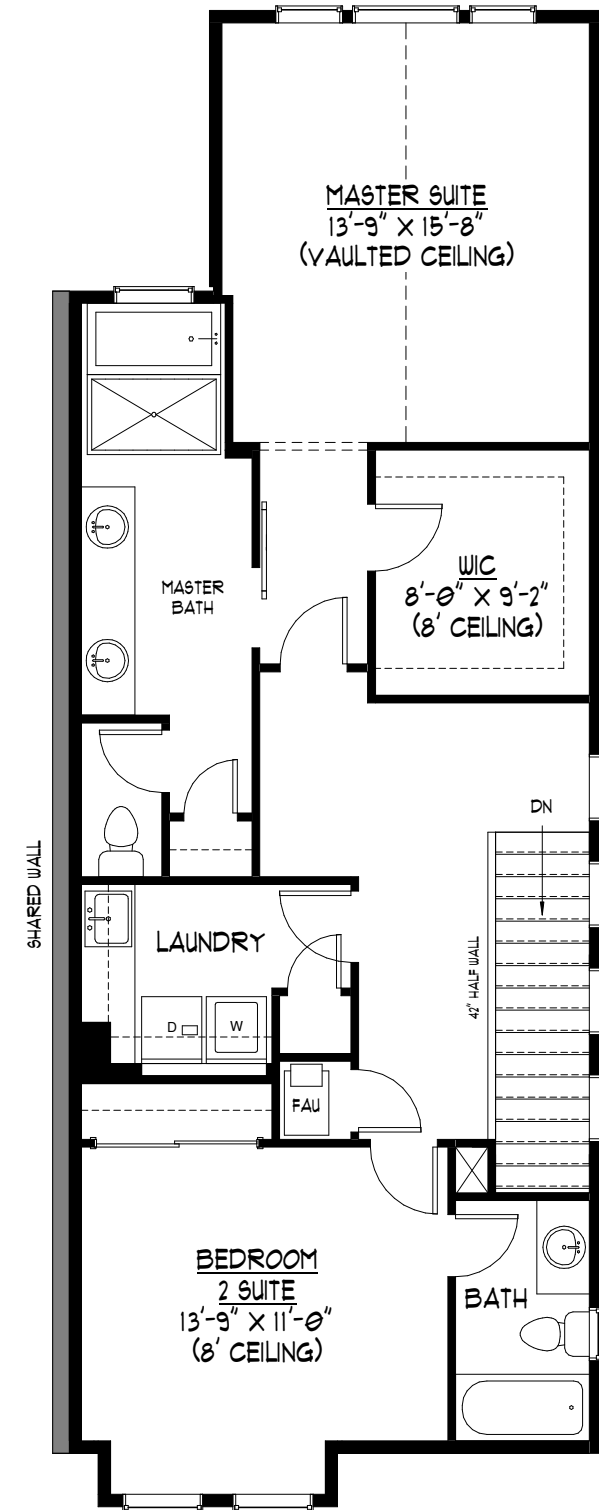 MASTER SUITE
13'-9" X 15'-8"
(VAULTED CEILING)
WIC
8'-0" X 9'-2"
(8' CEILING)
MASTER
BATH
DN
SHARED WALL
42" HALF WALL
LAUNDRY
D
W
FAU
BEDROOM
2 SUITE
13'-9" X 11'-0"
(8' CEILING)
BATH